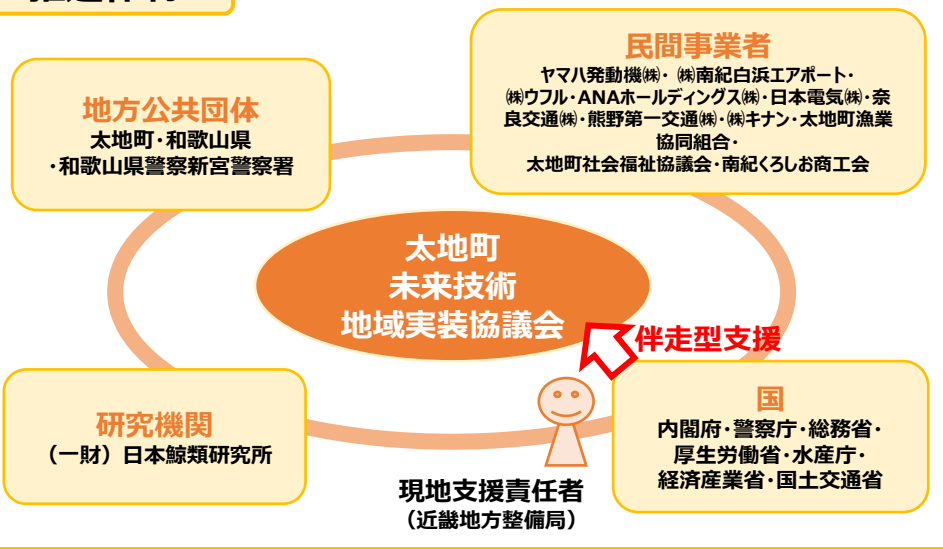 推進体制
民間事業者
ヤマハ発動機㈱・ ㈱南紀白浜エアポート・
㈱ウフル・ANAホールディングス㈱・日本電気㈱・奈
良交通㈱・熊野第一交通㈱・㈱キナン・太地町漁業
協同組合・
太地町社会福祉協議会・南紀くろしお商工会
地方公共団体
太地町・和歌山県
・和歌山県警察新宮警察署
太地町
未来技術
地域実装協議会
伴走型支援
研究機関
（一財）日本鯨類研究所
国
内閣府・警察庁・総務省・
厚生労働省・水産庁・
経済産業省・国土交通省
現地支援責任者
（近畿地方整備局）